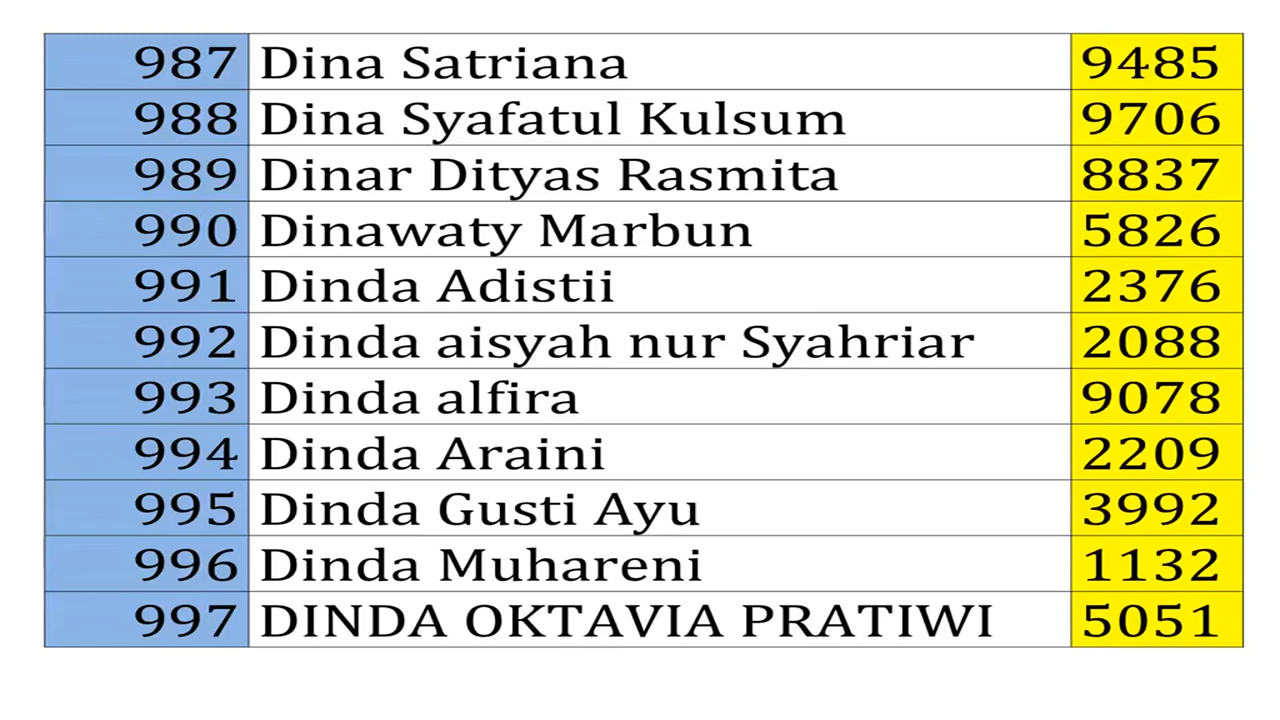 987 Dina Satriana 9485
988 Dina Syafatul Kulsum 9706
989 Dinar Dityas Rasmita 8837
990 Dinawaty Marbun 5826
991 Dinda Adistii 2376
992 Dinda aisyah nur Syahriar 2088
993 Dinda alfira 9078
994 Dinda Araini 2209
995 Dinda Gusti Ayu 3992
996 Dinda Muhareni 1132
997 DINDA OKTAVIA PRATIWI 5051